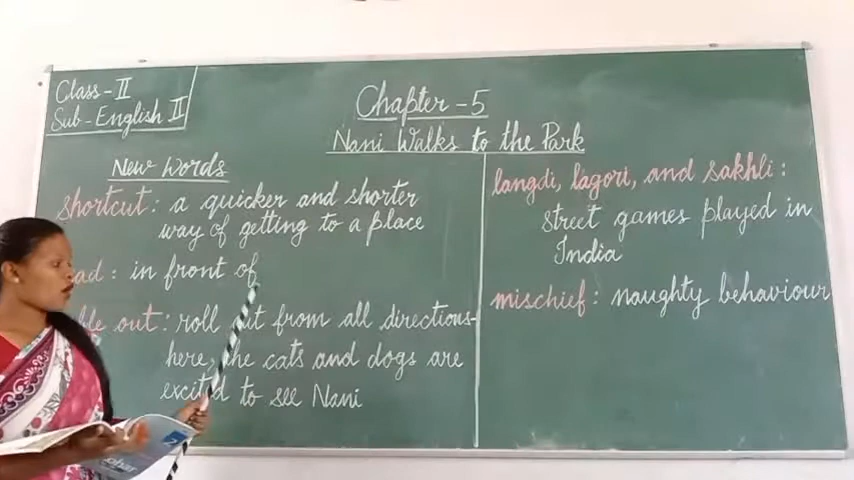 Class - II
Sub - English II
Chapter - 5
Nani Walks to the Park
New Words
shortcut : a quicker and shorter
way of getting to a place
: in front of
out : roll out from all directions -
here, the cats and dogs are
excited to see Nani
langdi, lagori, and sakhli :
street games played in
India
mischief : naughty behaviour